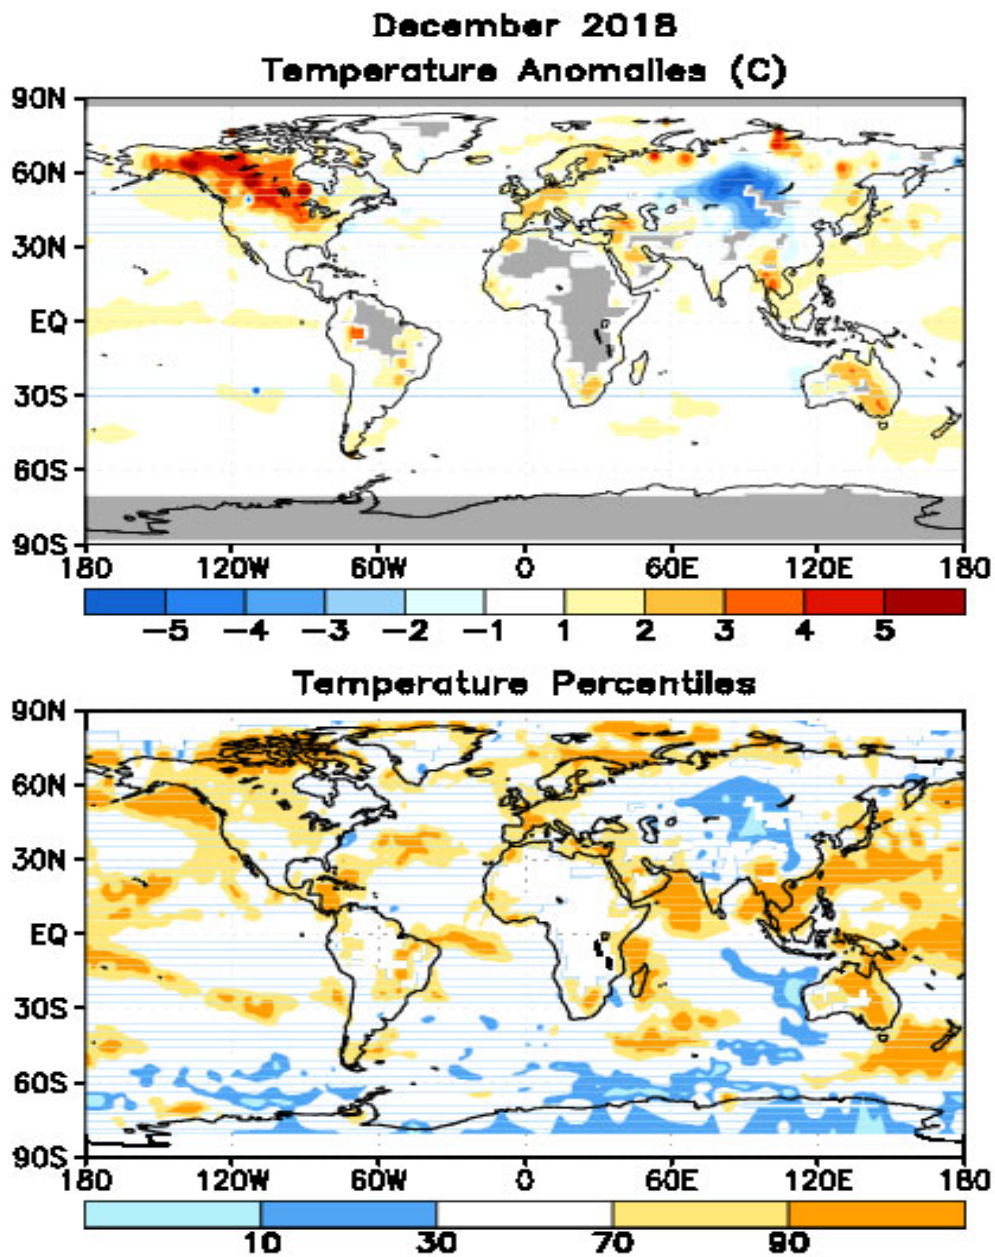 December 2018
Temperature Anomalies (C)
90N
60N
30N
EQ
30S
60S
90S
180 120W 60W 0 60E 120E 180
-5 -4 -3 -2 -1 1 2 3 4 5
Temperature Percentiles
90N
60N
30N
EQ
30S
60S
90S
180 120W 60W 0 60E 120E 180
10 30 70 90